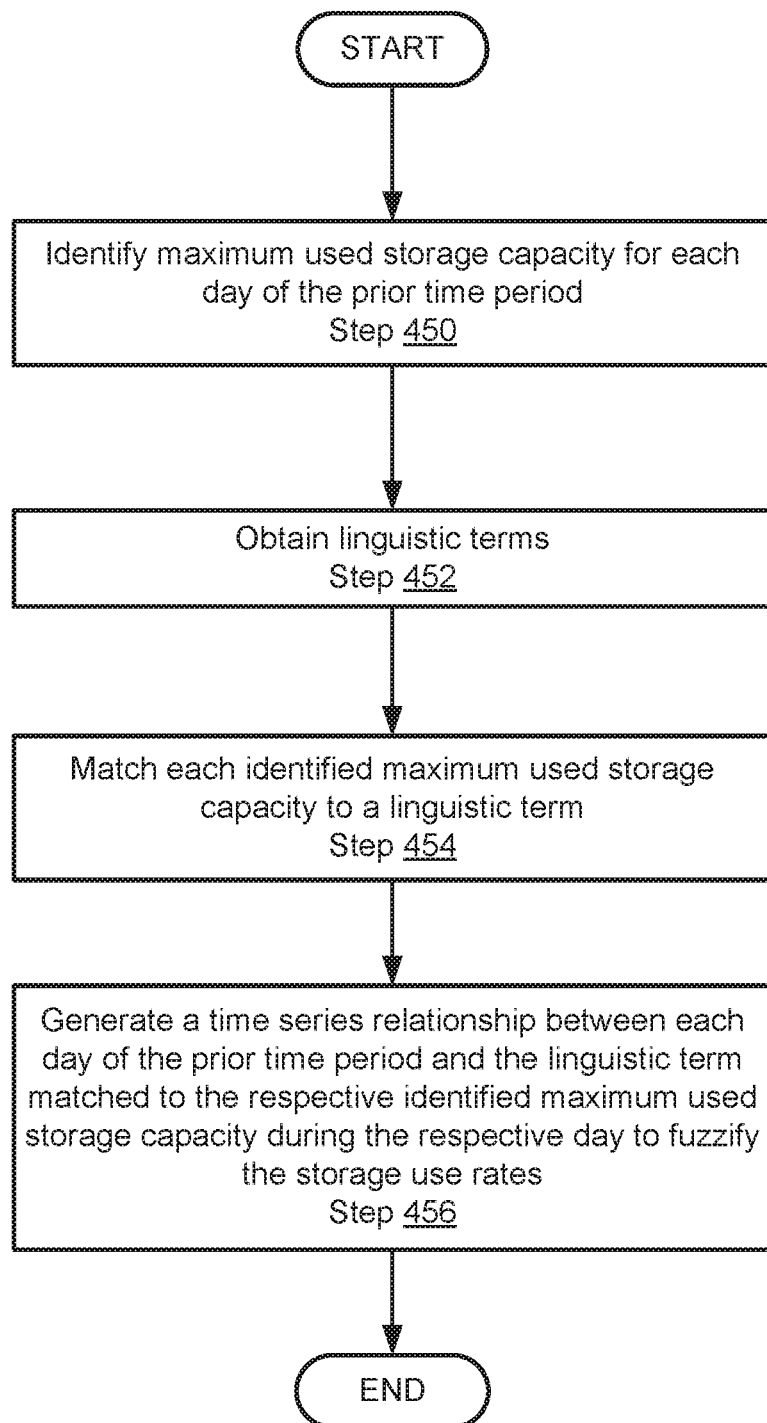 START
Identify maximum used storage capacity for each
day of the prior time period
Step 450
Obtain linguistic terms
Step 452
Match each identified maximum used storage
capacity to a linguistic term
Step 454
Generate a time series relationship between each
day of the prior time period and the linguistic term
matched to the respective identified maximum used
storage capacity during the respective day to fuzzify
the storage use rates
Step 456
END